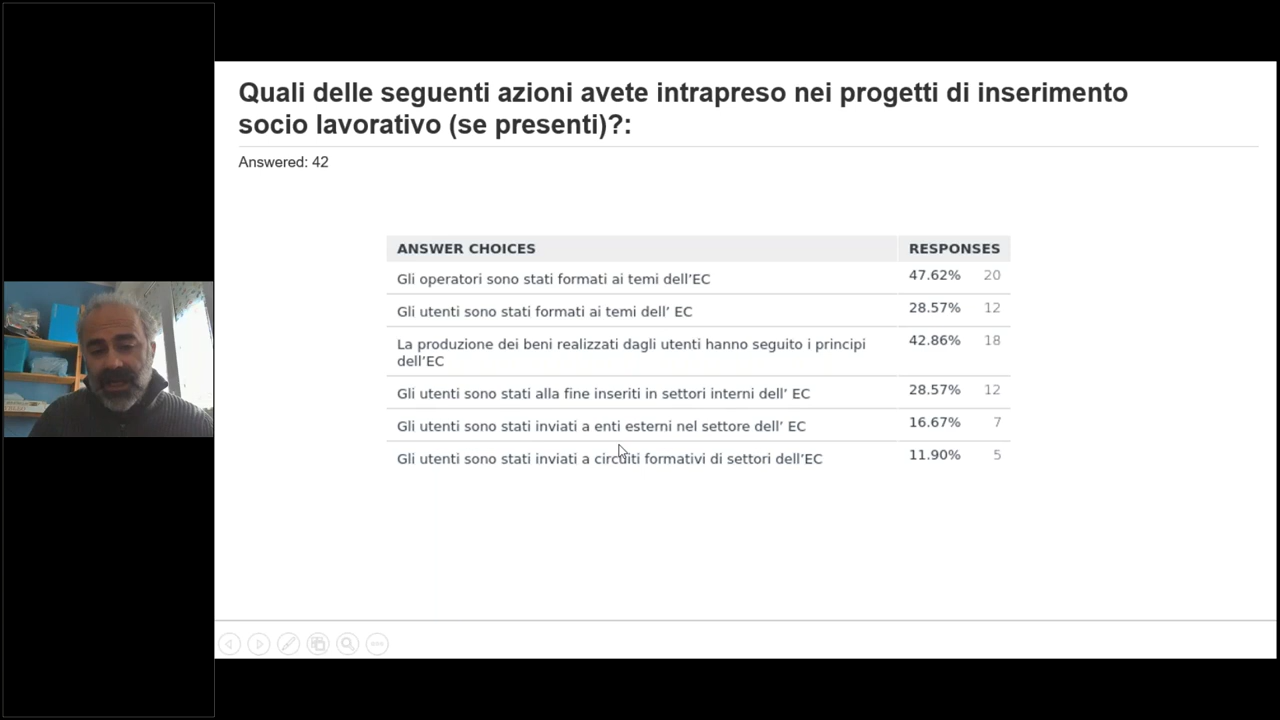 Quali delle seguenti azioni avete intrapreso nei progetti di inserimento
socio lavorativo (se presenti)?:
Answered: 42
ANSWER CHOICES RESPONSES
Gli operatori sono stati formati ai temi dell’EC 47.62% 20
Gli utenti sono stati formati ai temi dell’ EC 28.57% 12
La produzione dei beni realizzati dagli utenti hanno seguito i principi 42.86% 18
dell’EC
Gli utenti sono stati alla fine inseriti in settori interni dell’ EC 28.57% 12
Gli utenti sono stati inviati a enti esterni nel settore dell’ EC 16.67% 7
Gli utenti sono stati inviati a circuiti formativi di settori dell’EC 11.90% 5